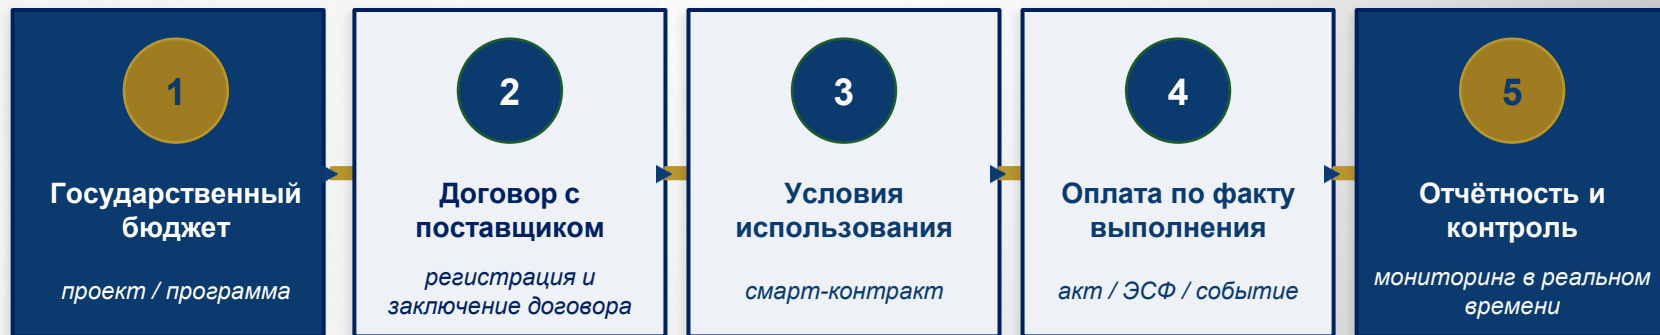 1
Государственный
бюджет
проект / программа
2
Договор с
поставщиком
регистрация и
заключение договора
3
Условия
использования
смарт-контракт
4
Оплата по факту
выполнения
акт / ЭСФ / событие
5
Отчётность и
контроль
мониторинг в реальном
времени